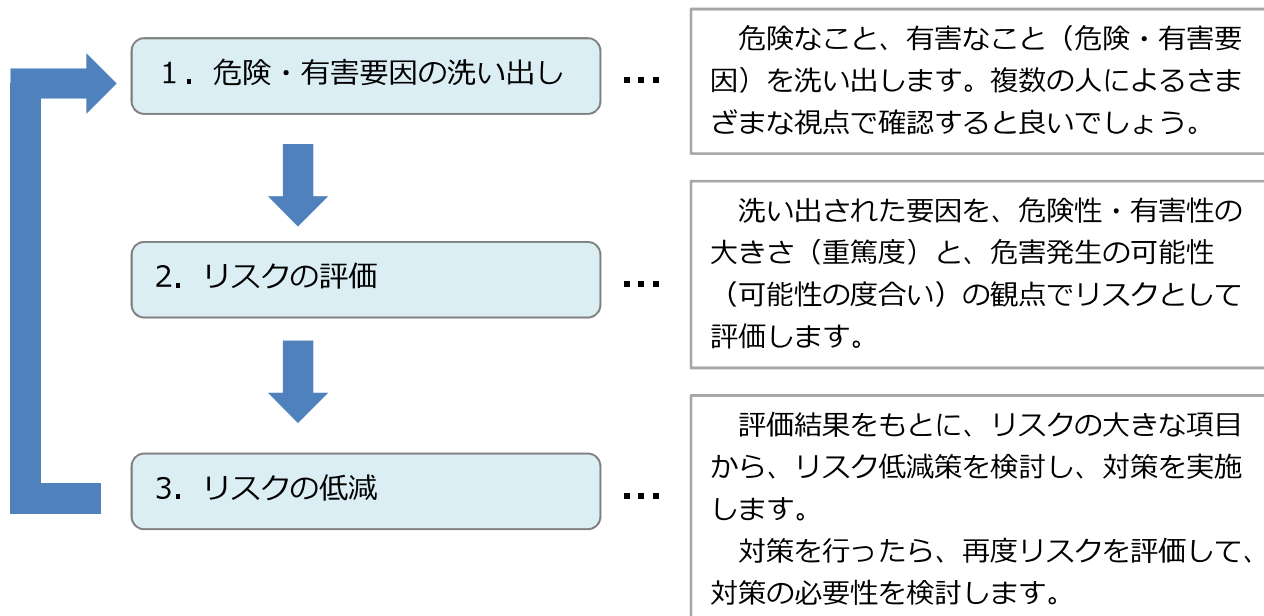 1．危険・有害要因の洗い出し
…
危険なこと、有害なこと（危険・有害要
因）を洗い出します。複数の人によるさま
ざまな視点で確認すると良いでしょう。
2．リスクの評価
…
洗い出された要因を、危険性・有害性の
大きさ（重篤度）と、危害発生の可能性
（可能性の度合い）の観点でリスクとして
評価します。
3．リスクの低減
…
評価結果をもとに、リスクの大きな項目
から、リスク低減策を検討し、対策を実施
します。
対策を行ったら、再度リスクを評価して、
対策の必要性を検討します。